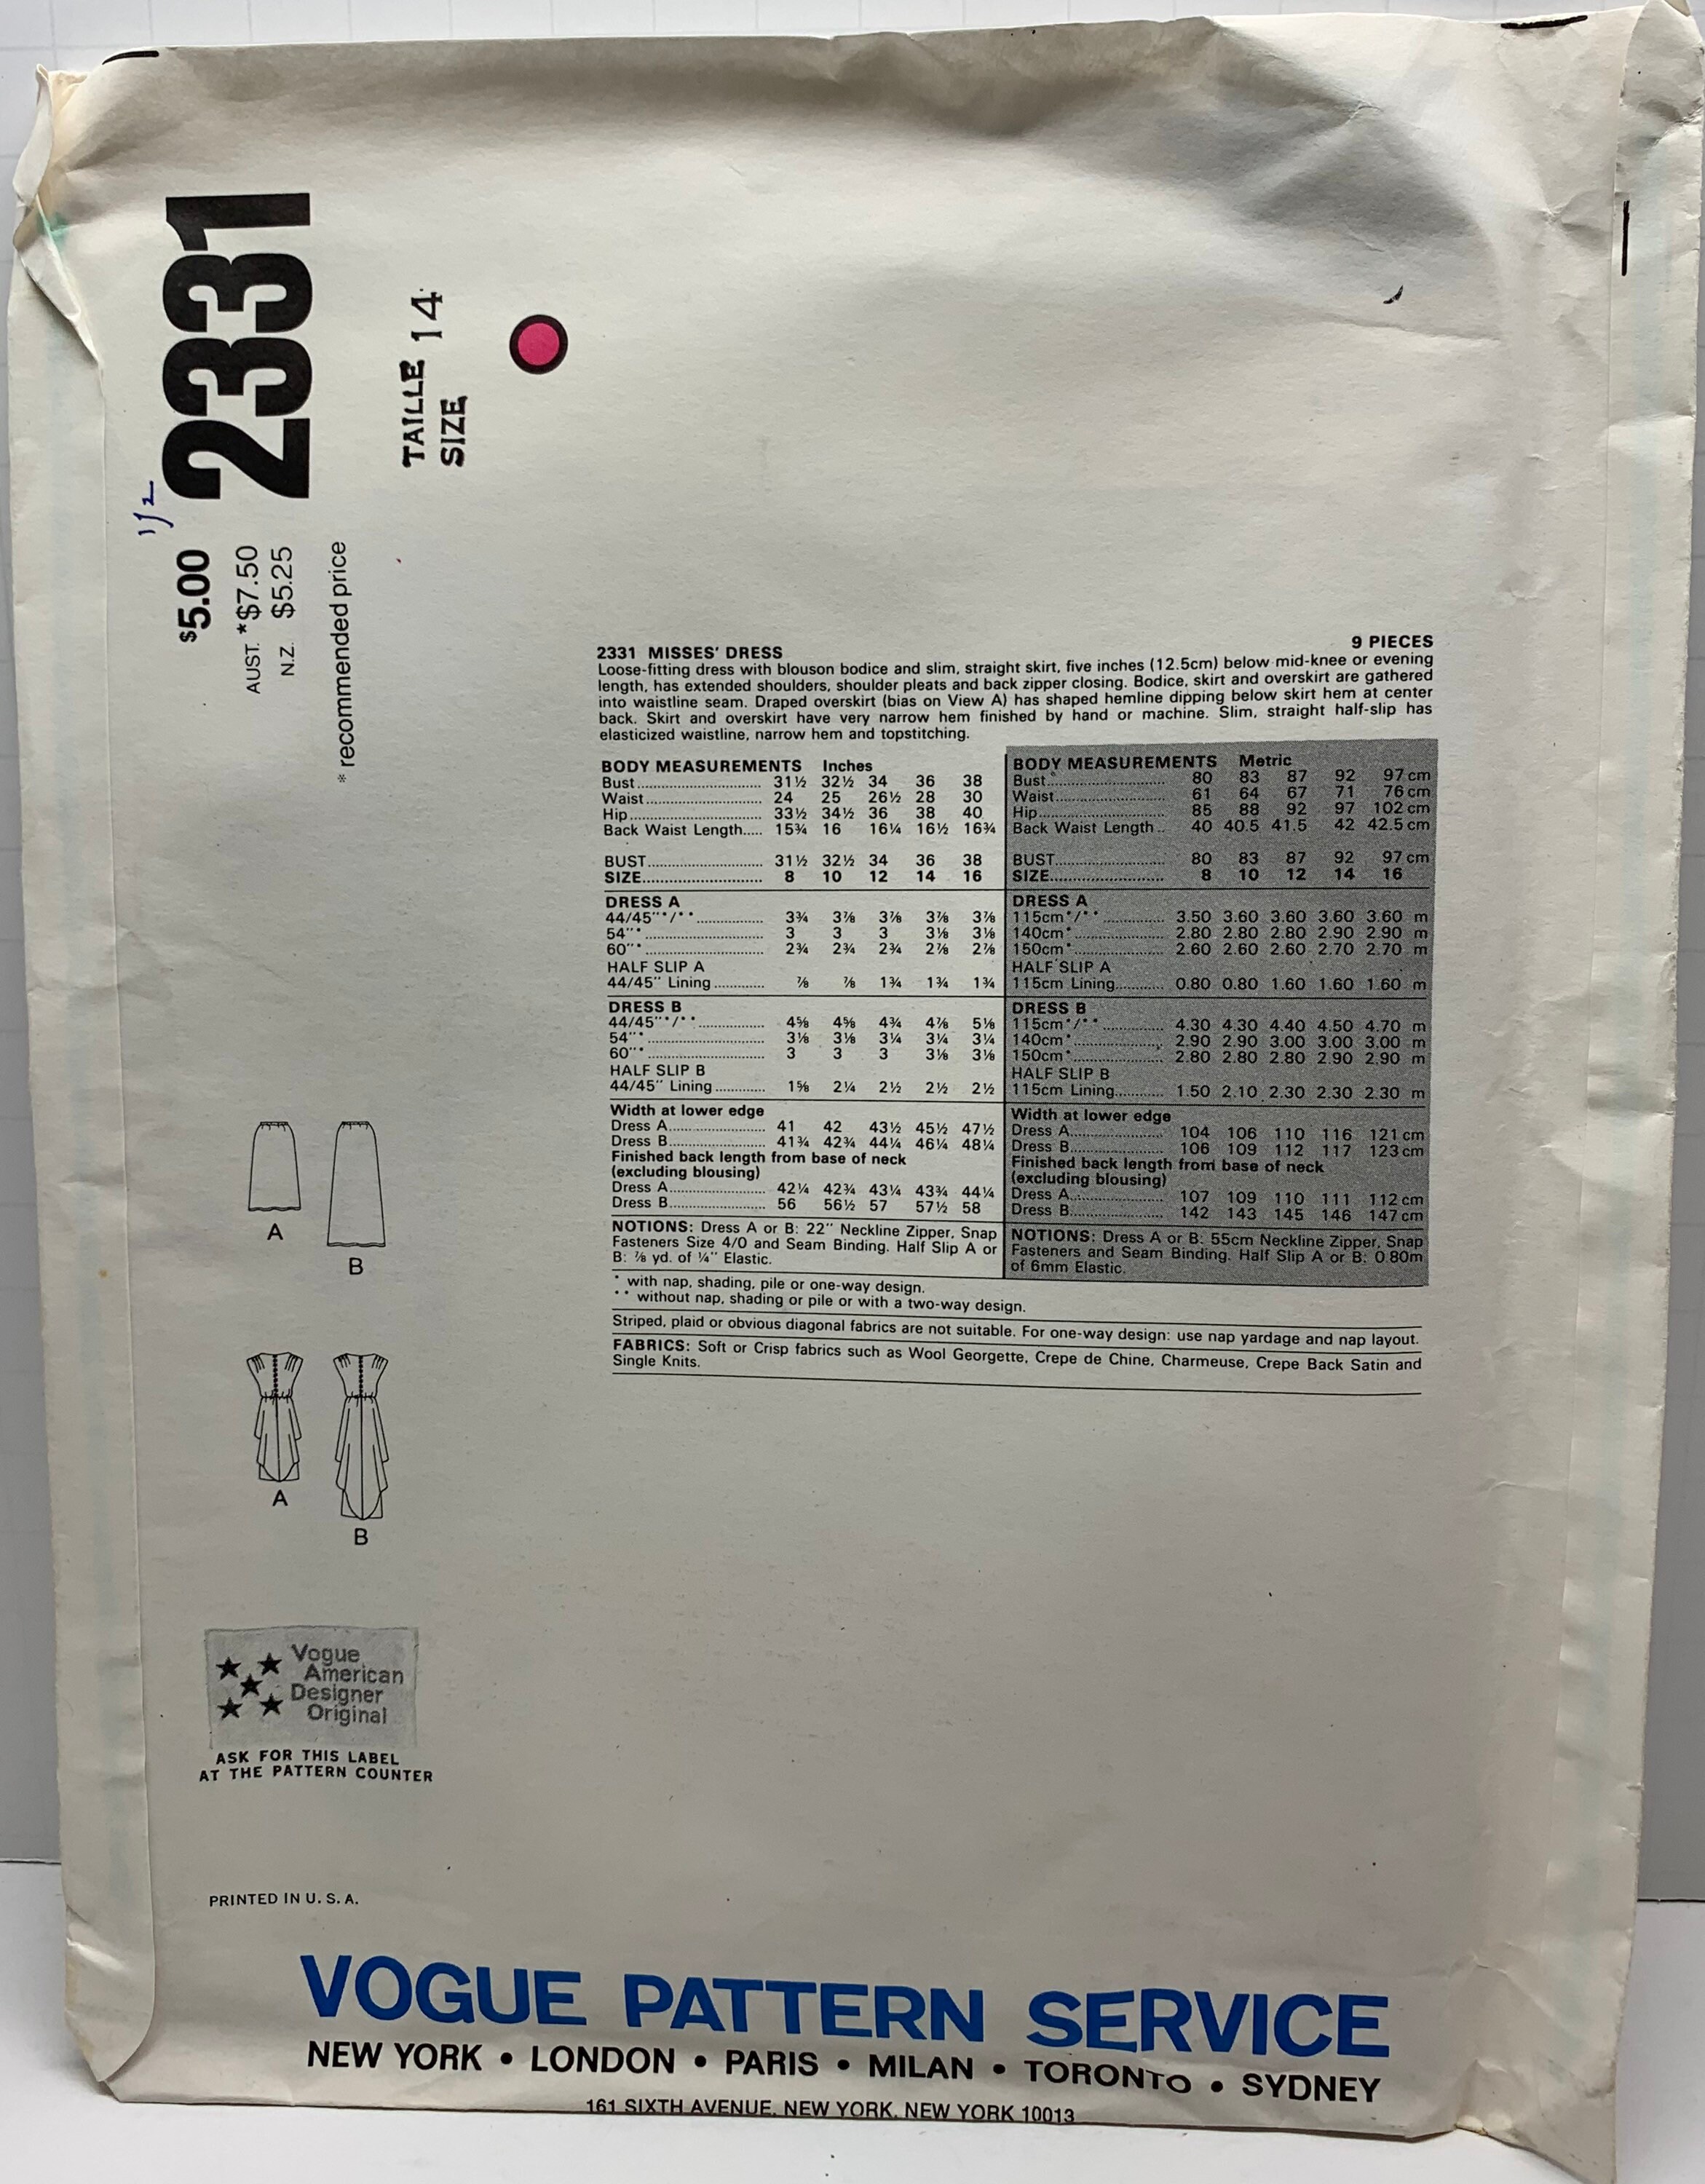 2331
1/2
$5.00
AUST. *$7.50
N.Z. $5.25
* recommended price
TAILLE 14
SIZE
2331 MISSES' DRESS 9 PIECES
Loose-fitting dress with blouson bodice and slim, straight skirt, five inches (12.5cm) below mid-knee or evening
length, has extended shoulders, shoulder pleats and back zipper closing. Bodice, skirt and overskirt are gathered
into waistline seam. Draped overskirt (bias on View A) has shaped hemline dipping below skirt hem at center
back. Skirt and overskirt have very narrow hem finished by hand or machine. Slim, straight half-slip has
elasticized waistline, narrow hem and topstitching.
BODY MEASUREMENTS Inches
Bust 31½ 32½ 34 36 38
Waist 24 25 26½ 28 30
Hip 33½ 34½ 36 38 40
Back Waist Length 15¾ 16 16¼ 16½ 16¾
BUST 31½ 32½ 34 36 38
SIZE 8 10 12 14 16
DRESS A
44/45"*/** 3¾ 3⅞ 3⅞ 3⅞ 3⅞
54"* 3 3 3 3⅛ 3⅛
60"* 2¾ 2¾ 2¾ 2⅞ 2⅞
HALF SLIP A
44/45" Lining ⅞ ⅞ 1¾ 1¾ 1¾
DRESS B
44/45"*/** 4⅝ 4⅝ 4¾ 4⅞ 5⅛
54"* 3⅛ 3⅛ 3¼ 3¼ 3¼
60"* 3 3 3 3⅛ 3⅛
HALF SLIP B
44/45" Lining 1⅝ 2¼ 2½ 2½ 2½
Width at lower edge
Dress A 41 42 43½ 45½ 47½
Dress B 41¾ 42¾ 44¼ 46¼ 48¼
Finished back length from base of neck
(excluding blousing)
Dress A 42¼ 42¾ 43¼ 43¾ 44¼
Dress B 56 56½ 57 57½ 58
NOTIONS: Dress A or B: 22" Neckline Zipper, Snap
Fasteners Size 4/0 and Seam Binding. Half Slip A or
B: ⅞ yd. of ¼" Elastic.
BODY MEASUREMENTS Metric
Bust 80 83 87 92 97 cm
Waist 61 64 67 71 76 cm
Hip 85 88 92 97 102 cm
Back Waist Length 40 40.5 41.5 42 42.5 cm
BUST 80 83 87 92 97 cm
SIZE 8 10 12 14 16
DRESS A
115cm*/** 3.50 3.60 3.60 3.60 3.60 m
140cm* 2.80 2.80 2.80 2.90 2.90 m
150cm* 2.60 2.60 2.60 2.70 2.70 m
HALF SLIP A
115cm Lining 0.80 0.80 1.60 1.60 1.60 m
DRESS B
115cm*/** 4.30 4.30 4.40 4.50 4.70 m
140cm* 2.90 2.90 3.00 3.00 3.00 m
150cm* 2.80 2.80 2.80 2.90 2.90 m
HALF SLIP B
115cm Lining 1.50 2.10 2.30 2.30 2.30 m
Width at lower edge
Dress A 104 106 110 116 121 cm
Dress B 106 109 112 117 123 cm
Finished back length from base of neck
(excluding blousing)
Dress A 107 109 110 111 112 cm
Dress B 142 143 145 146 147 cm
NOTIONS: Dress A or B: 55cm Neckline Zipper, Snap
Fasteners and Seam Binding. Half Slip A or B: 0.80m
of 6mm Elastic.
* with nap, shading, pile or one-way design.
** without nap, shading or pile or with a two-way design.
Striped, plaid or obvious diagonal fabrics are not suitable. For one-way design: use nap yardage and nap layout.
FABRICS: Soft or Crisp fabrics such as Wool Georgette, Crepe de Chine, Charmeuse, Crepe Back Satin and
Single Knits.
A
B
A
B
Vogue
American
Designer
Original
ASK FOR THIS LABEL
AT THE PATTERN COUNTER
PRINTED IN U.S.A.
VOGUE PATTERN SERVICE
NEW YORK • LONDON • PARIS • MILAN • TORONTO • SYDNEY
161 SIXTH AVENUE, NEW YORK, NEW YORK 10013